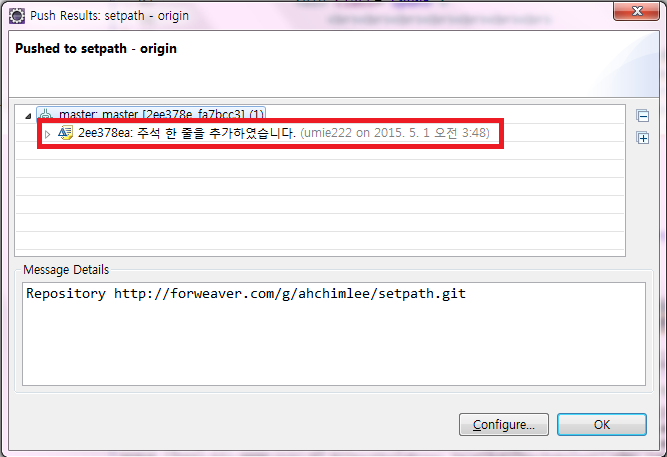 Push Results: setpath - origin
Pushed to setpath - origin
master: master [2ee378e..fa7bcc3] (1)
2ee378ea: 주석 한 줄을 추가하였습니다. (umie222 on 2015. 5. 1 오전 3:48)
Message Details
Repository http://forweaver.com/g/ahchimlee/setpath.git
Configure...
OK